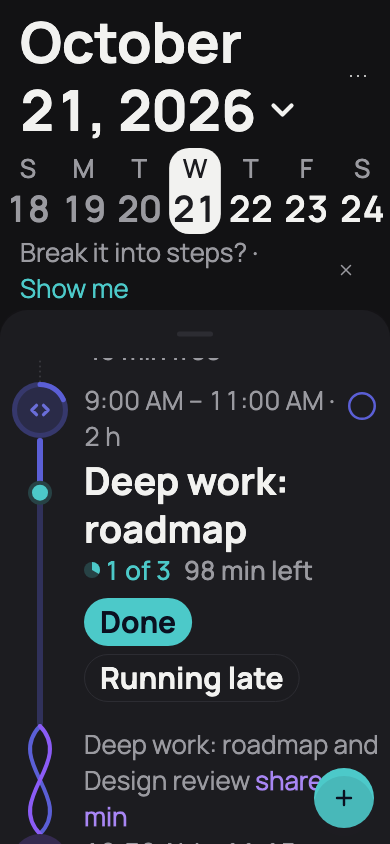 October
21, 2026
...
S M T W T F S
18 19 20 21 22 23 24
Break it into steps? ·
Show me
×
9:00 AM – 11:00 AM ·
2 h
Deep work:
roadmap
1 of 3 98 min left
Done
Running late
Deep work: roadmap and
Design review share
min
+